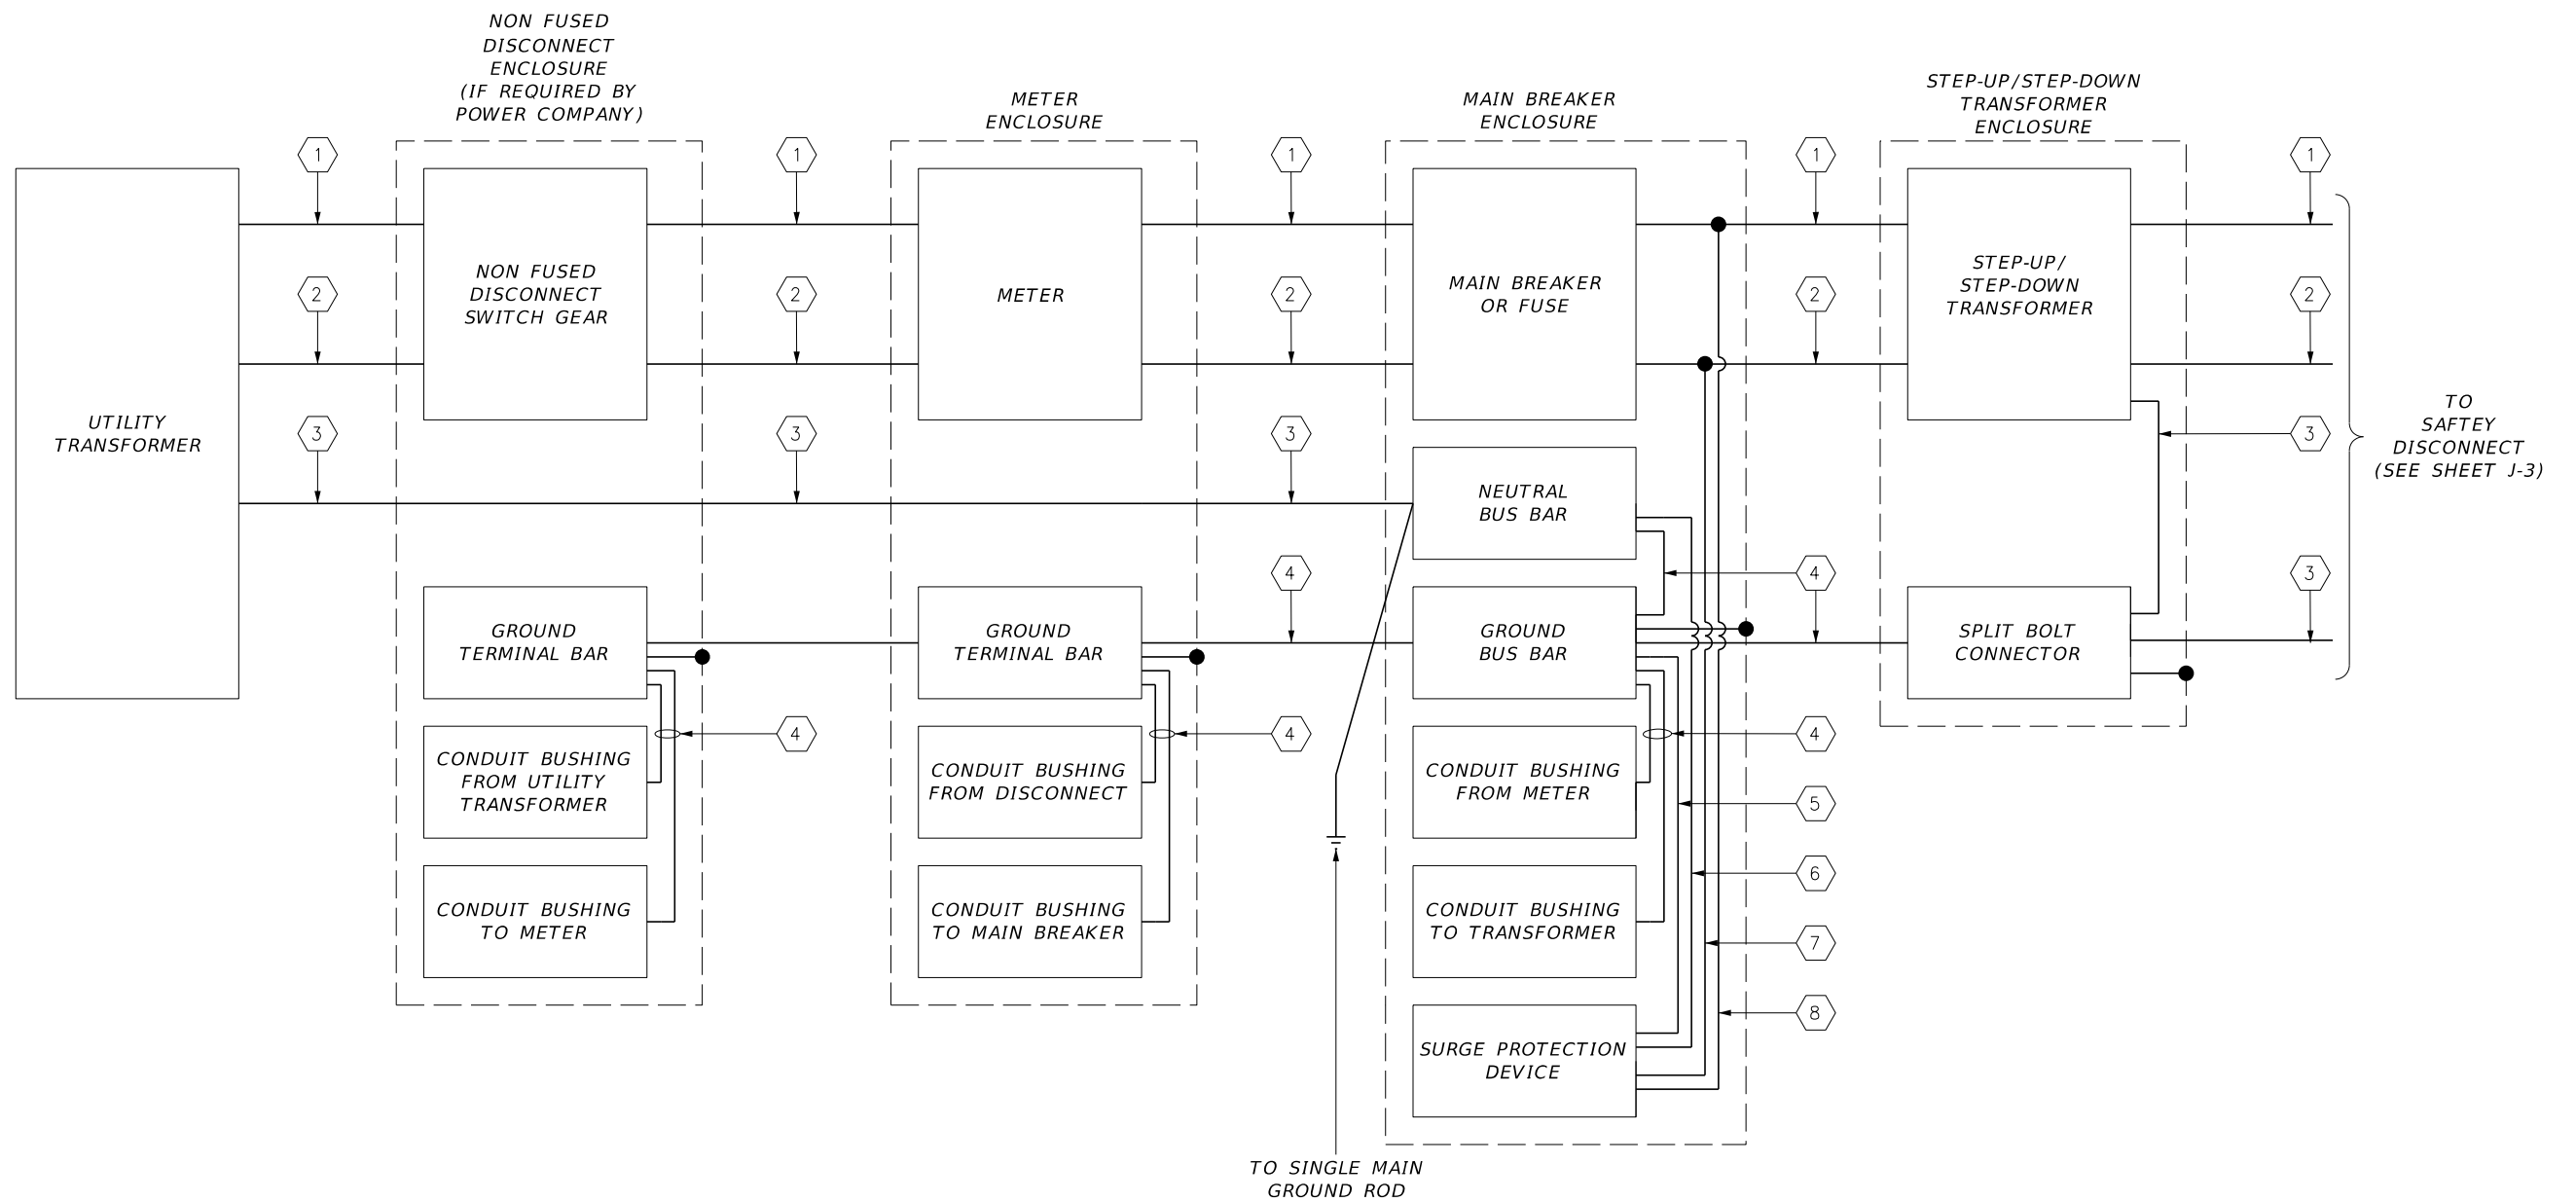 NON FUSED
DISCONNECT
ENCLOSURE
(IF REQUIRED BY
POWER COMPANY)
METER
ENCLOSURE
MAIN BREAKER
ENCLOSURE
STEP-UP/STEP-DOWN
TRANSFORMER
ENCLOSURE
1
1
1
1
1
2
2
2
2
2
3
3
3
3
UTILITY
TRANSFORMER
NON FUSED
DISCONNECT
SWITCH GEAR
METER
MAIN BREAKER
OR FUSE
STEP-UP/
STEP-DOWN
TRANSFORMER
TO
SAFTEY
DISCONNECT
(SEE SHEET J-3)
NEUTRAL
BUS BAR
4
4
3
GROUND
TERMINAL BAR
GROUND
TERMINAL BAR
GROUND
BUS BAR
SPLIT BOLT
CONNECTOR
4
4
4
CONDUIT BUSHING
FROM UTILITY
TRANSFORMER
CONDUIT BUSHING
FROM DISCONNECT
CONDUIT BUSHING
FROM METER
5
6
CONDUIT BUSHING
TO METER
CONDUIT BUSHING
TO MAIN BREAKER
CONDUIT BUSHING
TO TRANSFORMER
7
8
SURGE PROTECTION
DEVICE
TO SINGLE MAIN
GROUND ROD